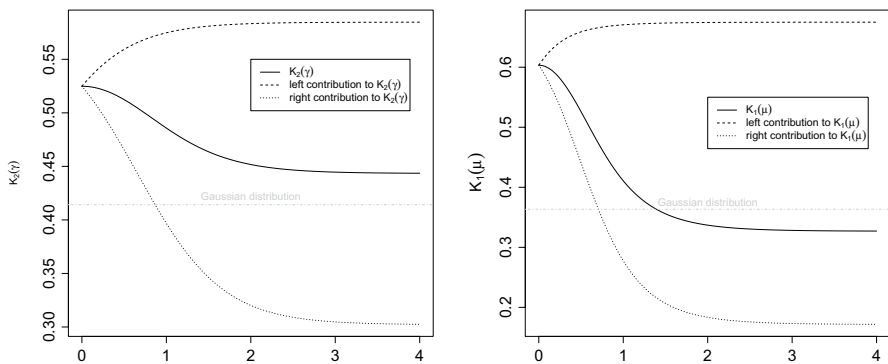 K₂(γ)
0.55
0.50
0.45
0.40
0.35
0.30
K₂(γ)
left contribution to K₂(γ)
right contribution to K₂(γ)
Gaussian distribution
0 1 2 3 4
K₁(μ)
0.6
0.5
0.4
0.3
0.2
K₁(μ)
left contribution to K₁(μ)
right contribution to K₁(μ)
Gaussian distribution
0 1 2 3 4